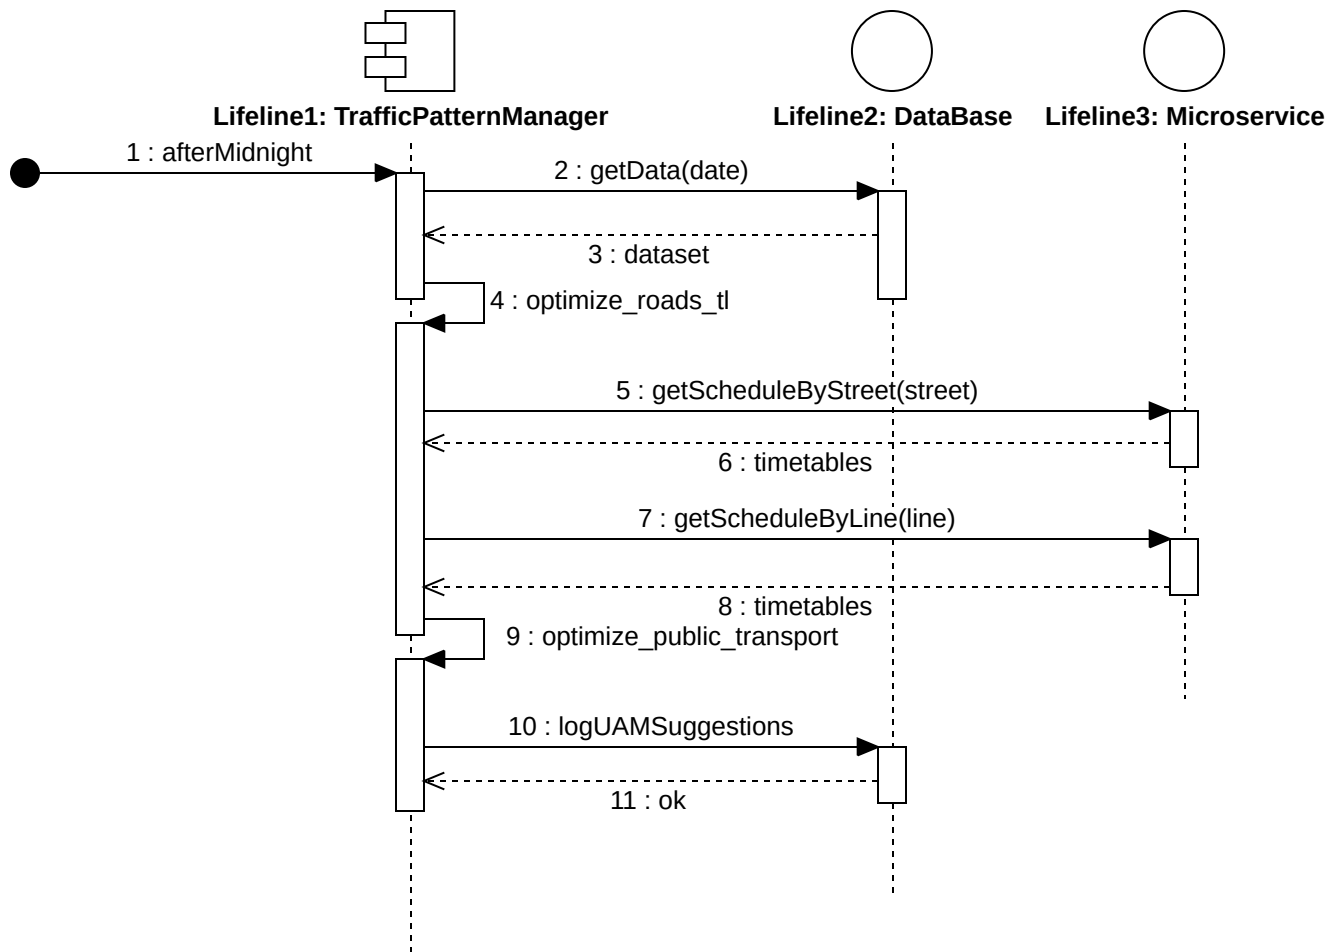 Lifeline1: TrafficPatternManager
Lifeline2: DataBase
Lifeline3: Microservice
1 : afterMidnight
2 : getData(date)
3 : dataset
4 : optimize_roads_tl
5 : getScheduleByStreet(street)
6 : timetables
7 : getScheduleByLine(line)
8 : timetables
9 : optimize_public_transport
10 : logUAMSuggestions
11 : ok